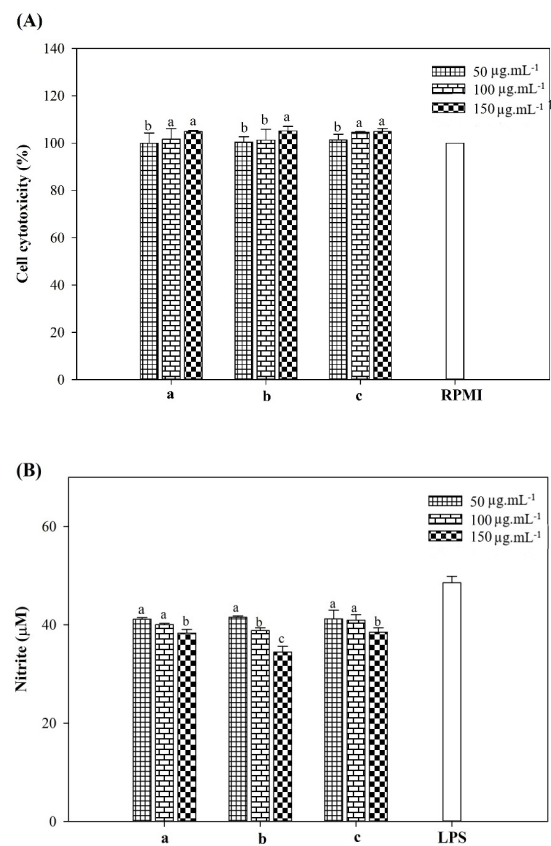 (A)
140
120
100
80
60
40
20
0
Cell cytotoxicity (%)
50 µg.mL-1
100 µg.mL-1
150 µg.mL-1
b a a
b b a
b a a
a b c RPMI
(B)
60
40
20
0
Nitrite (µM)
50 µg.mL-1
100 µg.mL-1
150 µg.mL-1
a a b
a b c
a a b
a b c LPS